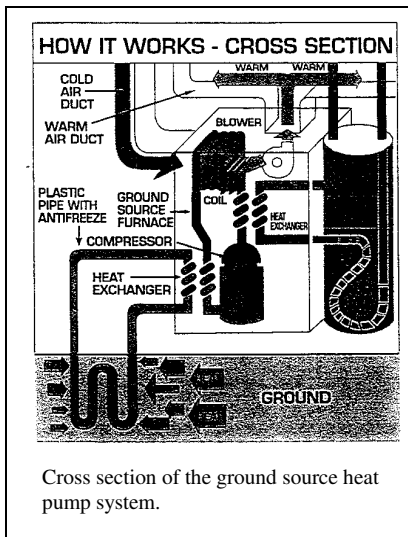 HOW IT WORKS - CROSS SECTION
COLD
AIR
DUCT
WARM
AIR DUCT
WARM
WARM
BLOWER
PLASTIC
PIPE WITH
ANTIFREEZE
GROUND
SOURCE
FURNACE
COIL
HEAT
EXCHANGER
COMPRESSOR
HEAT
EXCHANGER
GROUND
Cross section of the ground source heat
pump system.